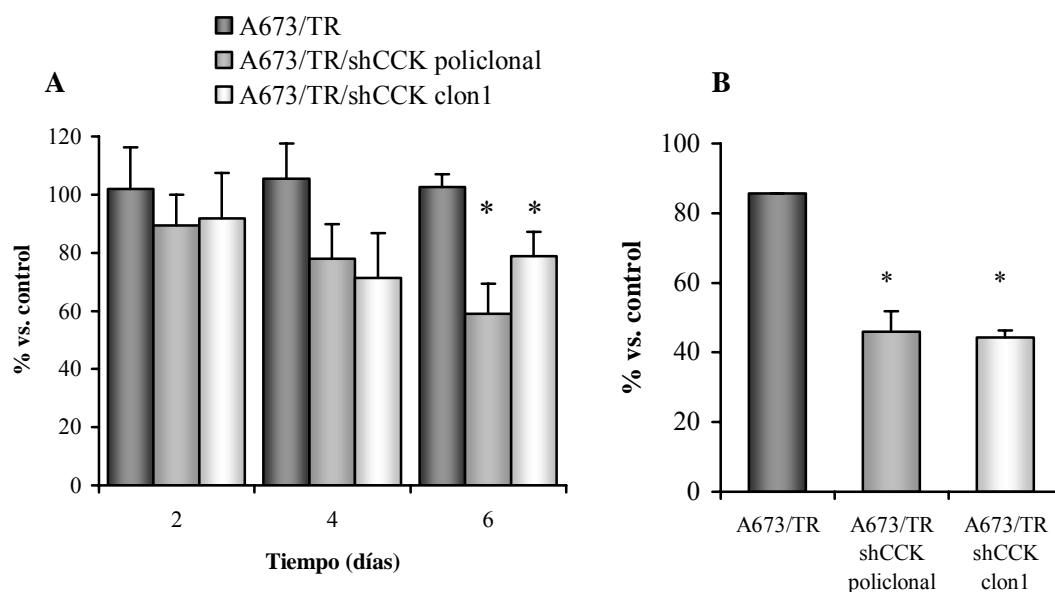 A673/TR
A673/TR/shCCK policlonal
A673/TR/shCCK clon1
A
% vs. control
120
100
80
60
40
20
0
2
4
6
*
*
Tiempo (días)
B
% vs. control
100
80
60
40
20
0
*
*
A673/TR
A673/TR
shCCK
policlonal
A673/TR
shCCK
clon1